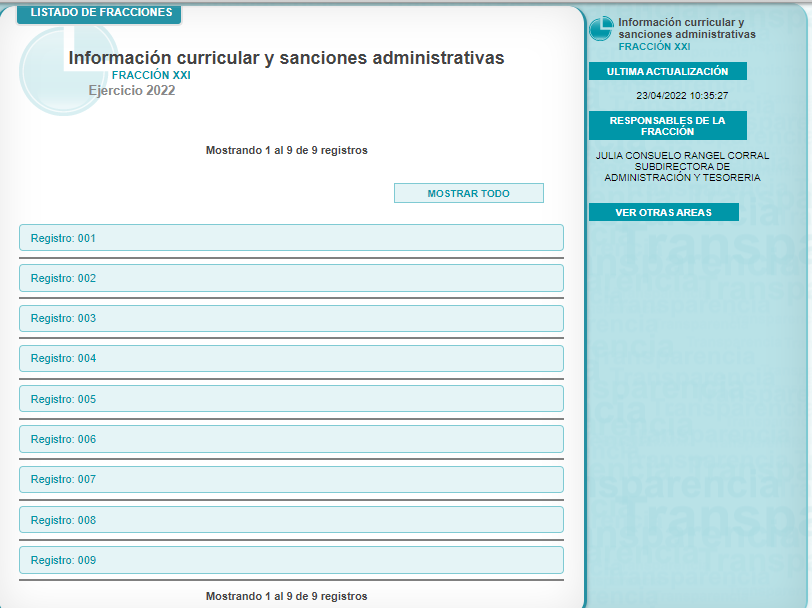 LISTADO DE FRACCIONES
Información curricular y sanciones administrativas
FRACCIÓN XXI
Ejercicio 2022
Mostrando 1 al 9 de 9 registros
MOSTRAR TODO
Registro: 001
Registro: 002
Registro: 003
Registro: 004
Registro: 005
Registro: 006
Registro: 007
Registro: 008
Registro: 009
Mostrando 1 al 9 de 9 registros
Información curricular y
sanciones administrativas
FRACCIÓN XXI
ULTIMA ACTUALIZACIÓN
23/04/2022 10:35:27
RESPONSABLES DE LA
FRACCIÓN
JULIA CONSUELO RANGEL CORRAL
SUBDIRECTORA DE
ADMINISTRACIÓN Y TESORERIA
VER OTRAS AREAS